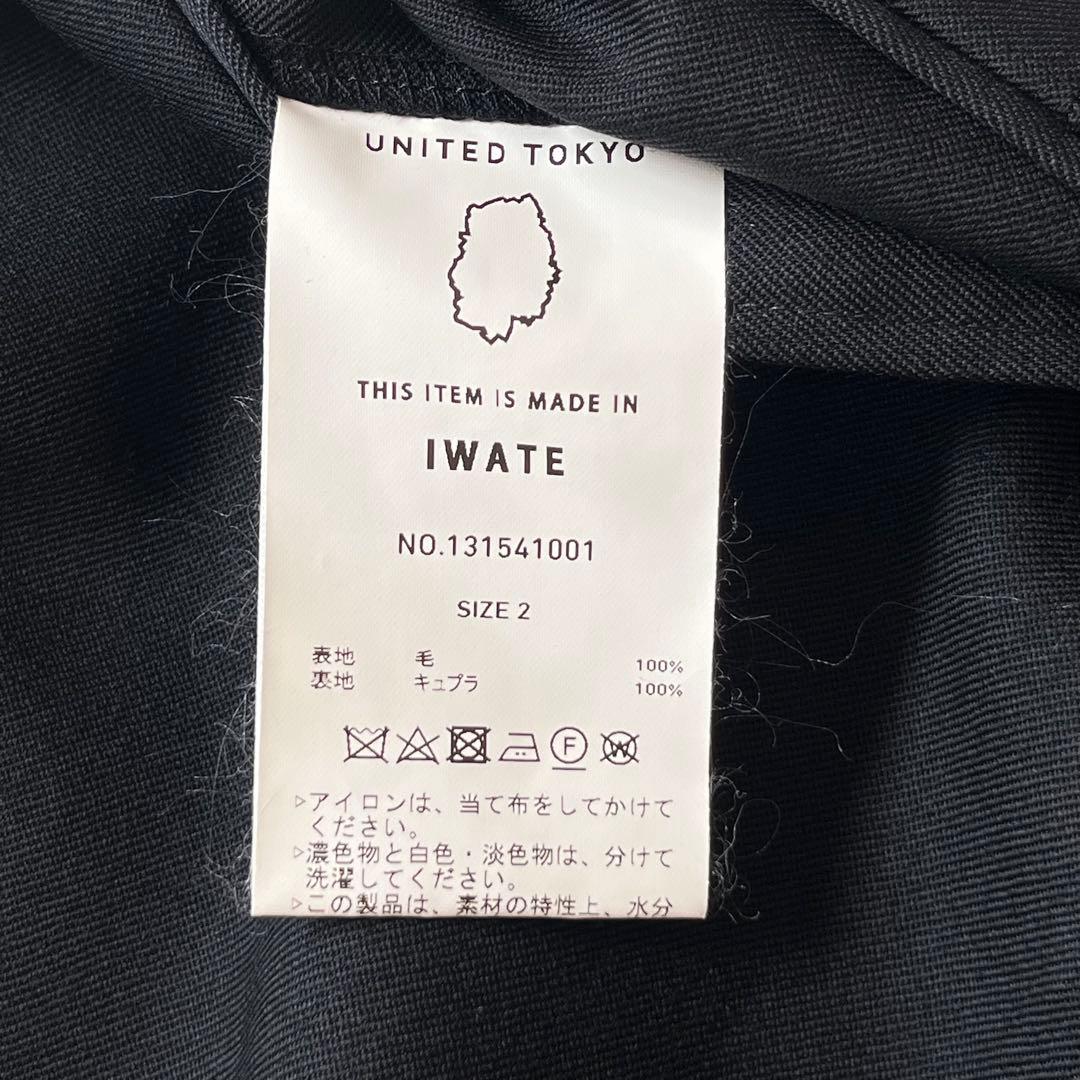 UNITED TOKYO
THIS ITEM IS MADE IN
IWATE
NO.131541001
SIZE 2
表地 毛 100%
裏地 キュプラ 100%
F W
▷アイロンは、当て布をしてかけて
ください。
▷濃色物と白色・淡色物は、分けて
洗濯してください。
▷この製品は、素材の特性上、水分